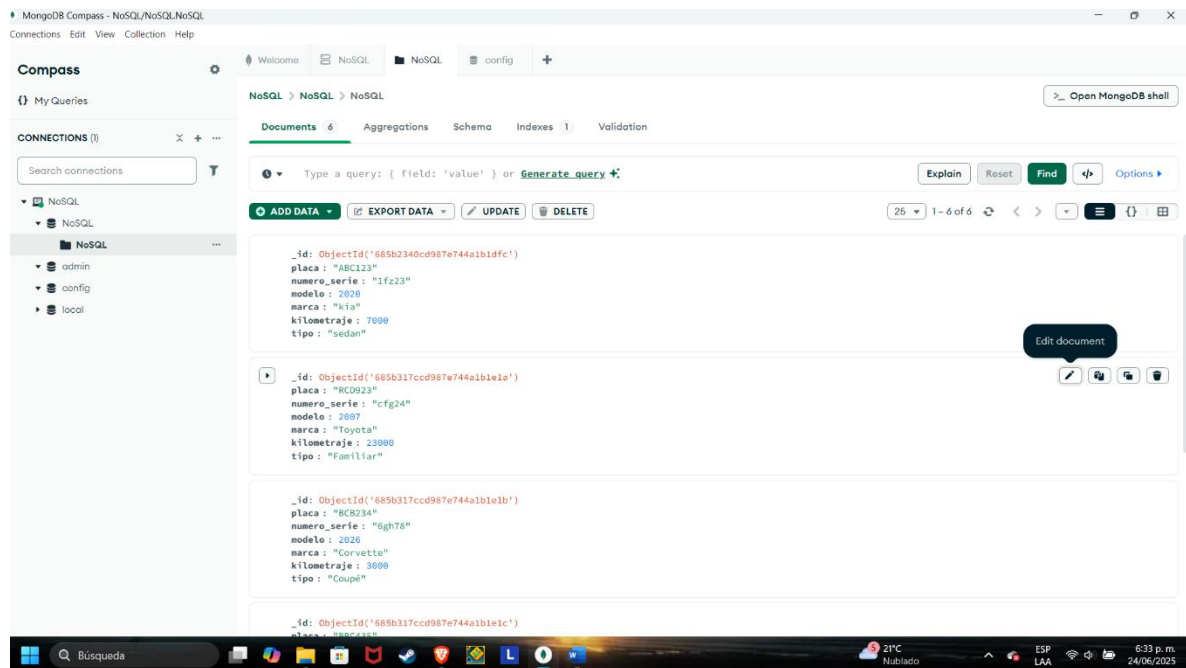 MongoDB Compass - NoSQL/NoSQL.NoSQL
Connections Edit View Collection Help
Compass
{} My Queries
CONNECTIONS (1)
Search connections
NoSQL
NoSQL
NoSQL
admin
config
local
Welcome NoSQL NoSQL config
NoSQL > NoSQL > NoSQL
>_ Open MongoDB shell
Documents 6 Aggregations Schema Indexes 1 Validation
Type a query: { field: 'value' } or Generate query
Explain Reset Find </> Options
ADD DATA EXPORT DATA UPDATE DELETE
25 1 - 6 of 6 {}
_id: ObjectId('685b2340cd987e744a1b1dfc')
placa : "ABC123"
numero_serie : "1fz23"
modelo : 2020
marca : "kia"
kilometraje : 7000
tipo : "sedan"
Edit document
_id: ObjectId('685b317ccd987e744a1b1e1a')
placa : "RCD923"
numero_serie : "cfg24"
modelo : 2007
marca : "Toyota"
kilometraje : 23000
tipo : "Familiar"
_id: ObjectId('685b317ccd987e744a1b1e1b')
placa : "BCB234"
numero_serie : "6gh78"
modelo : 2026
marca : "Corvette"
kilometraje : 3000
tipo : "Coupé"
_id: ObjectId('685b317ccd987e744a1b1e1c')
Búsqueda
5
21°C
Nublado
ESP
LAA
6:33 p. m.
24/06/2025